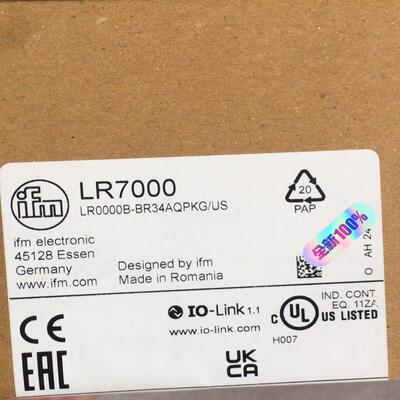 ifm
LR7000
LR0000B-BR34AQPKG/US
20
PAP
全新100%
ifm electronic
45128 Essen
Germany
www.ifm.com
Designed by ifm
Made in Romania
O AH 24
IO-Link 1.1
www.io-link.com
C UL US LISTED
IND. CONT.
EQ. 11ZA
H007
CE
EAC
UK
CA